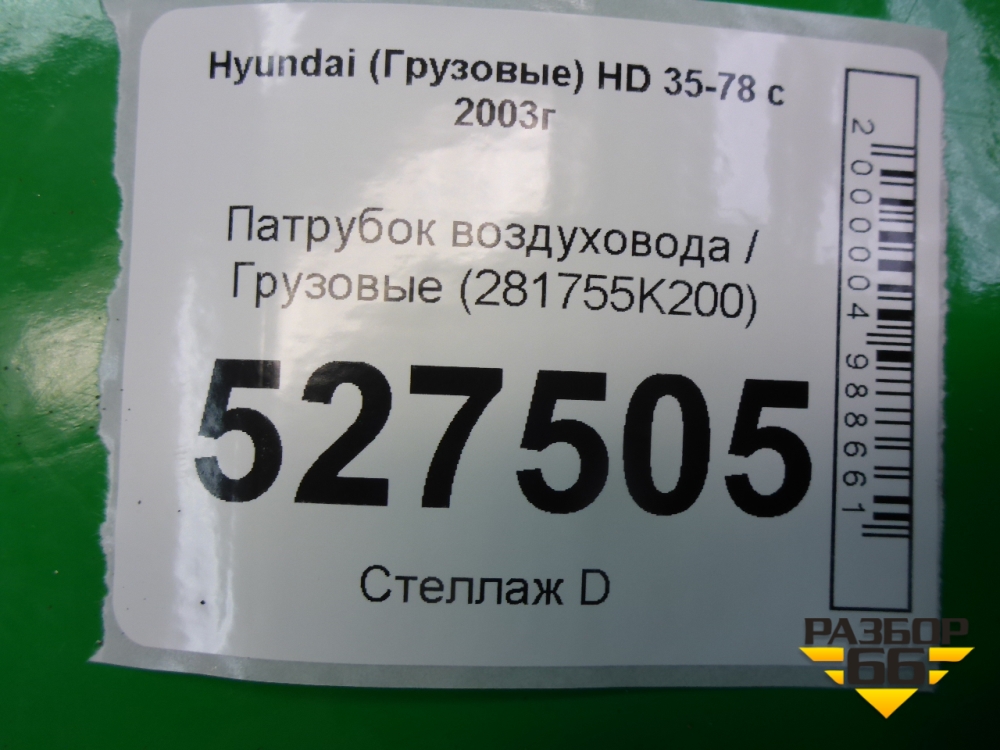 Hyundai (Грузовые) HD 35-78 с
2003г
Патрубок воздуховода /
Грузовые (281755K200)
527505
Стеллаж D
2000004988661
РАЗБОР
66